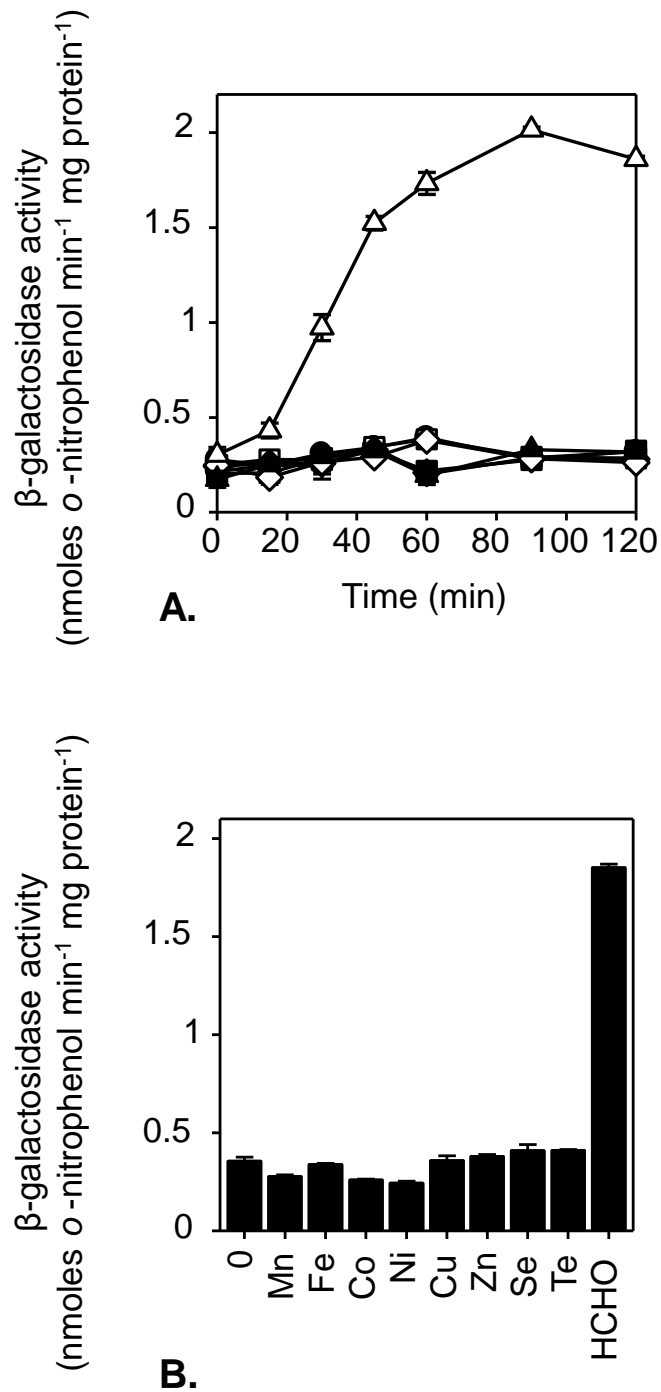 β-galactosidase activity
(nmoles o -nitrophenol min⁻¹ mg protein⁻¹)
2
1.5
1
0.5
0
0 20 40 60 80 100 120
Time (min)
A.
β-galactosidase activity
(nmoles o -nitrophenol min⁻¹ mg protein⁻¹)
2
1.5
1
0.5
0
0 Mn Fe Co Ni Cu Zn Se Te HCHO
B.